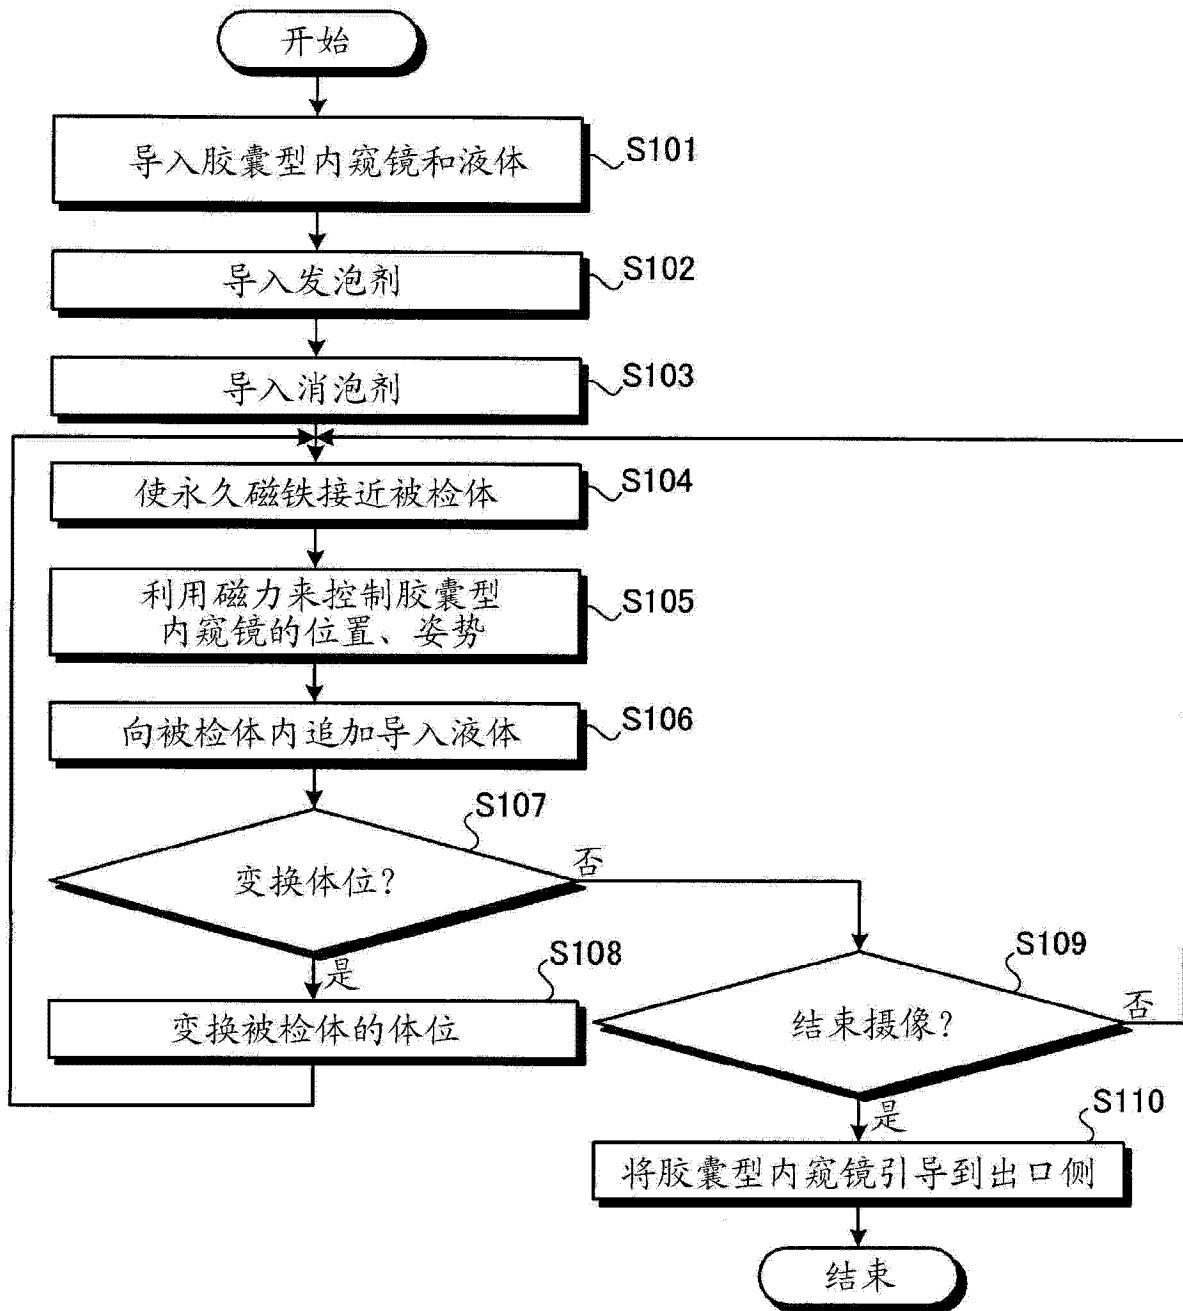 开始
导入胶囊型内窥镜和液体
S101
导入发泡剂
S102
导入消泡剂
S103
使永久磁铁接近被检体
S104
利用磁力来控制胶囊型
内窥镜的位置、姿势
S105
向被检体内追加导入液体
S106
变换体位?
S107
否
是
变换被检体的体位
S108
结束摄像?
S109
否
是
将胶囊型内窥镜引导到出口侧
S110
结束